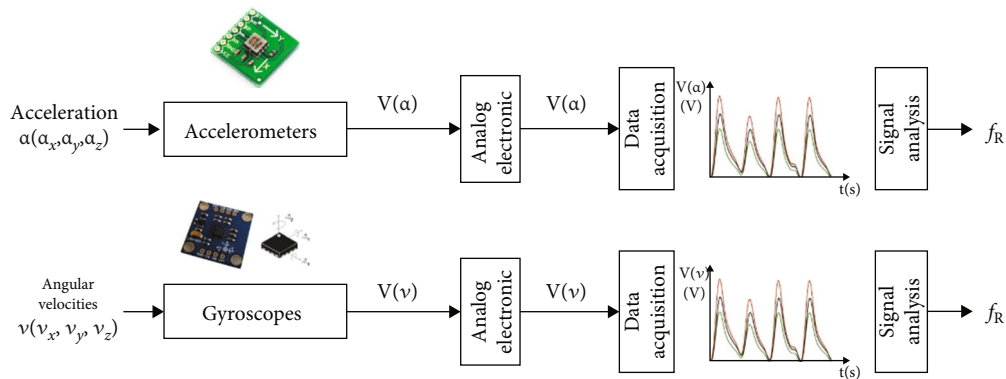 Acceleration
α(αx,αy,αz)
Accelerometers
V(α)
Analog
electronic
V(α)
Data
acquisition
V(α)
(V)
t(s)
Signal
analysis
fR
Angular
velocities
ν(νx, νy, νz)
Gyroscopes
V(ν)
Analog
electronic
V(ν)
Data
acquisition
V(ν)
(V)
t(s)
Signal
analysis
fR